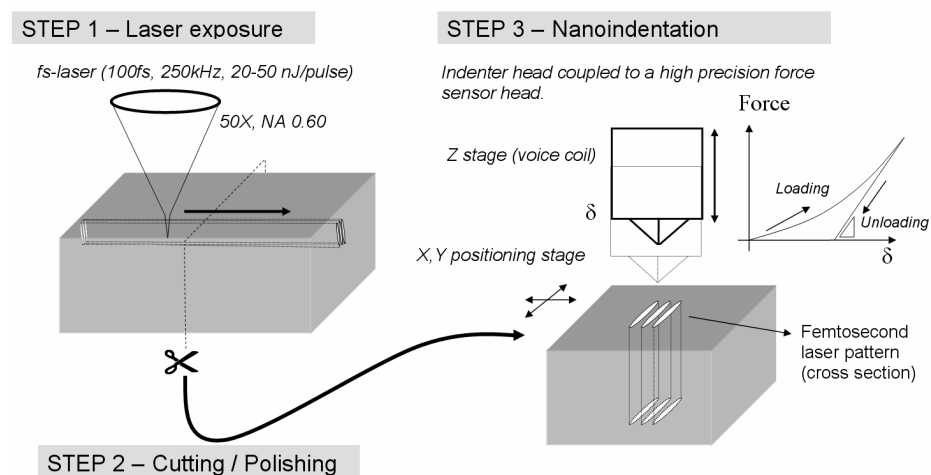 STEP 1 – Laser exposure
fs-laser (100fs, 250kHz, 20-50 nJ/pulse)
50X, NA 0.60
STEP 2 – Cutting / Polishing
STEP 3 – Nanoindentation
Indenter head coupled to a high precision force
sensor head.
Z stage (voice coil)
δ
X,Y positioning stage
Force
Loading
Unloading
δ
Femtosecond
laser pattern
(cross section)